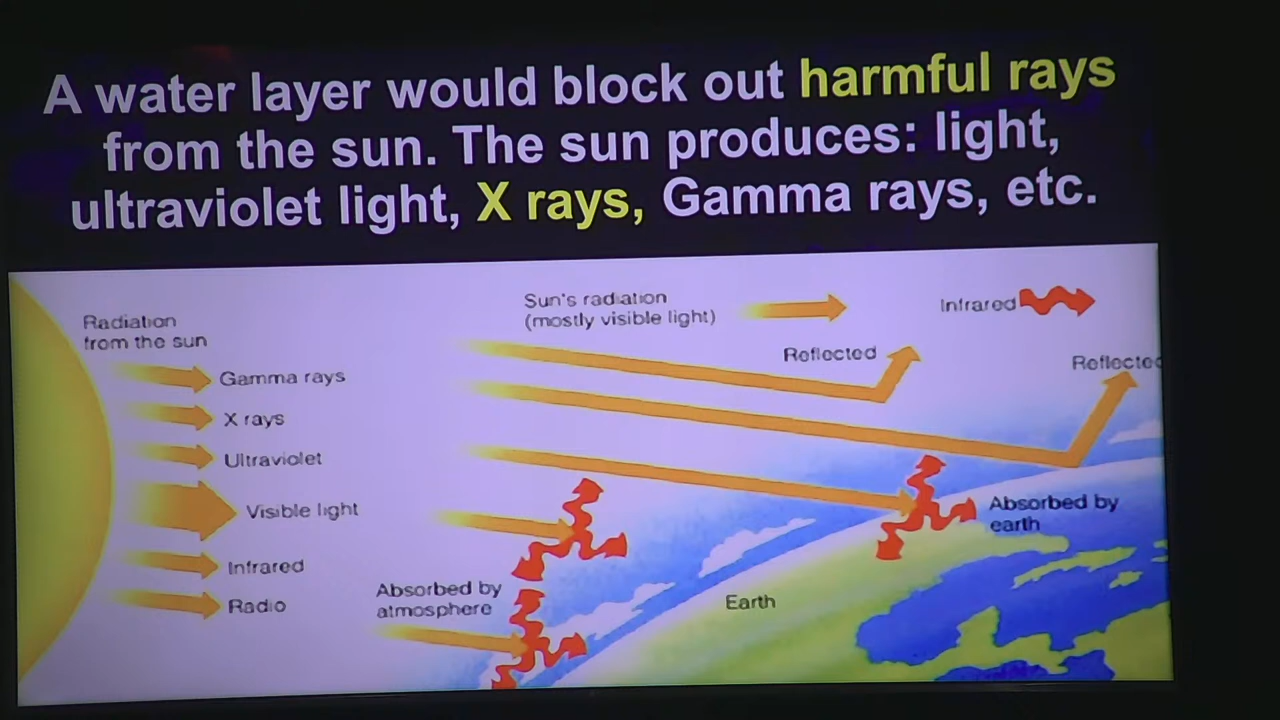 A water layer would block out harmful rays
from the sun. The sun produces: light,
ultraviolet light, X rays, Gamma rays, etc.
Sun's radiation
(mostly visible light)
Infrared
Radiation
from the sun
Reflected
Reflected
Gamma rays
X rays
Ultraviolet
Visible light
Absorbed by
earth
Infrared
Absorbed by
atmosphere
Radio
Earth